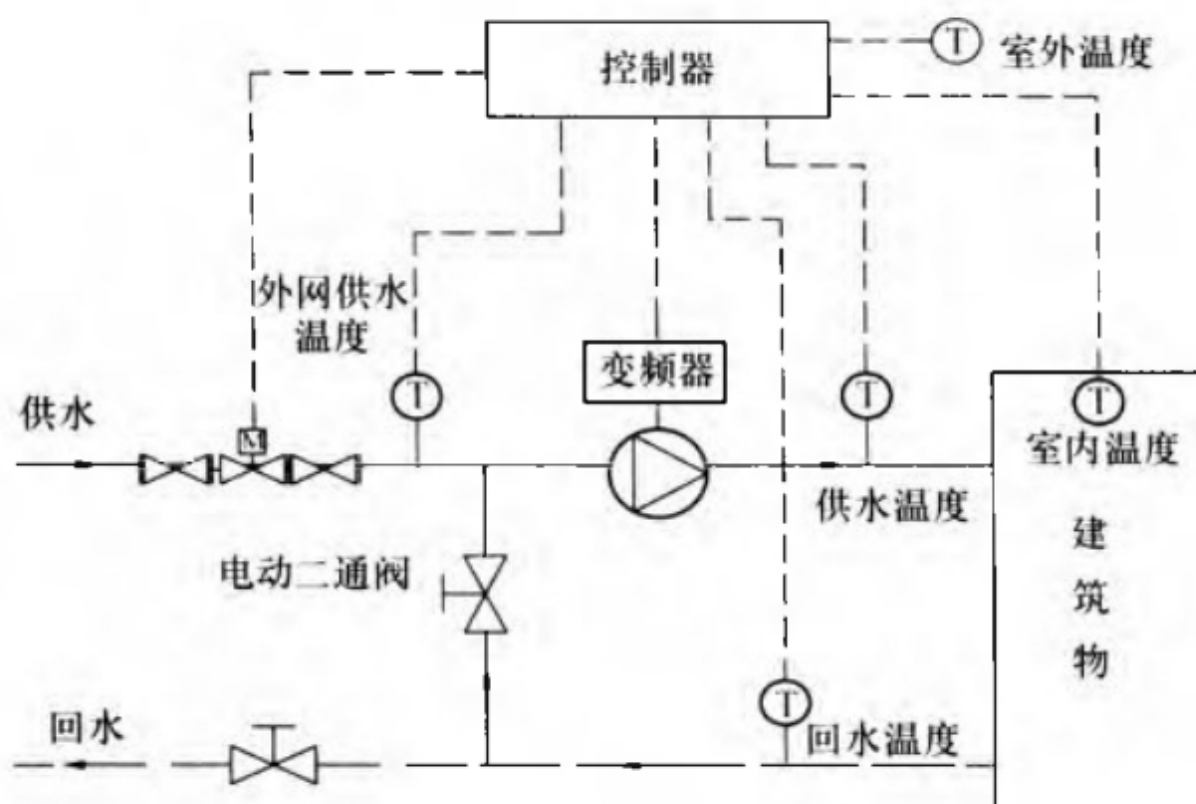 控制器
T
室外温度
外网供水
温度
变频器
T
T
T
供水
M
室内温度
供水温度
电动二通阀
建
筑
物
T
回水
回水温度